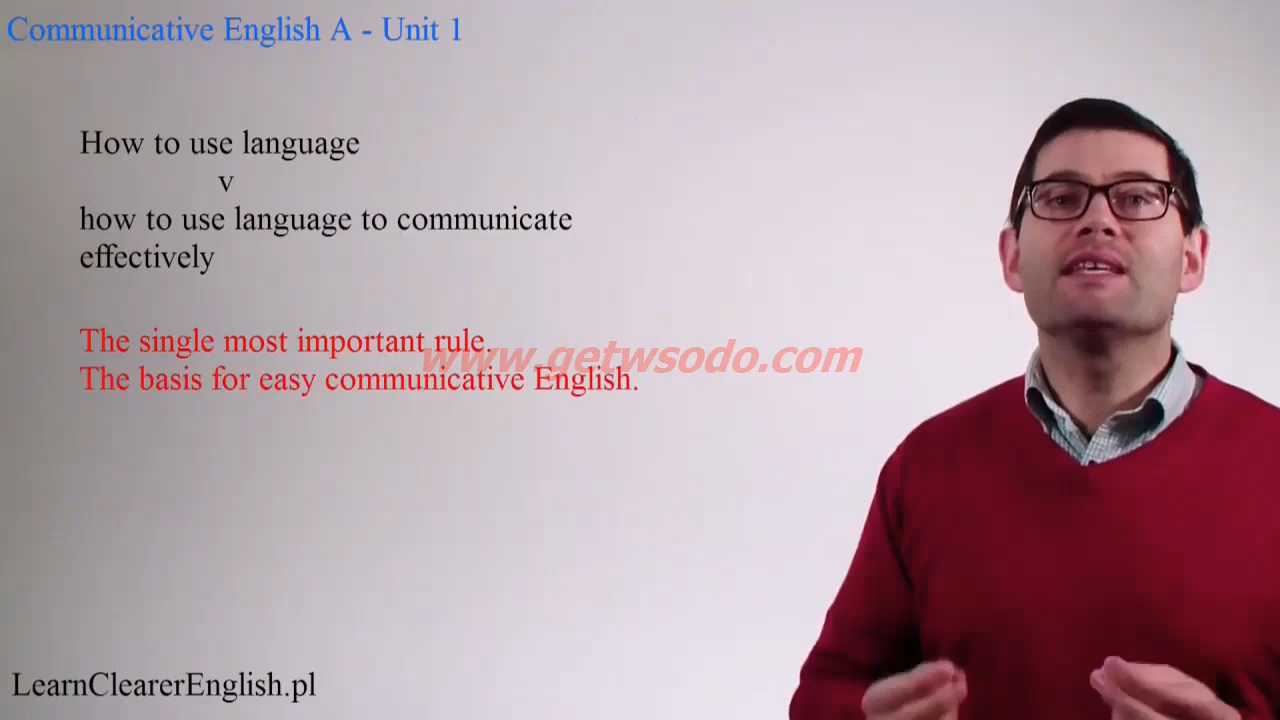 Communicative English A - Unit 1
How to use language
v
how to use language to communicate
effectively
The single most important rule.
www.getwsodo.com
The basis for easy communicative English.
LearnClearerEnglish.pl